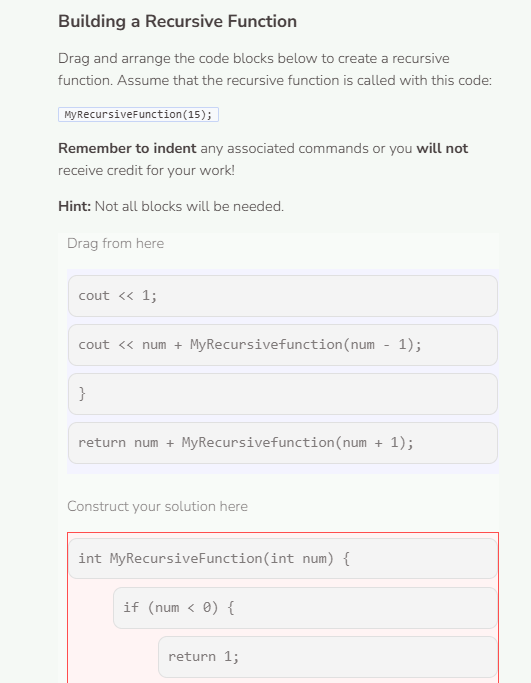 Building a Recursive Function
Drag and arrange the code blocks below to create a recursive
function. Assume that the recursive function is called with this code:
MyRecursiveFunction(15);
Remember to indent any associated commands or you will not
receive credit for your work!
Hint: Not all blocks will be needed.
Drag from here
cout << 1;
cout << num + MyRecursivefunction(num - 1);
}
return num + MyRecursivefunction(num + 1);
Construct your solution here
int MyRecursiveFunction(int num) {
if (num < 0) {
return 1;